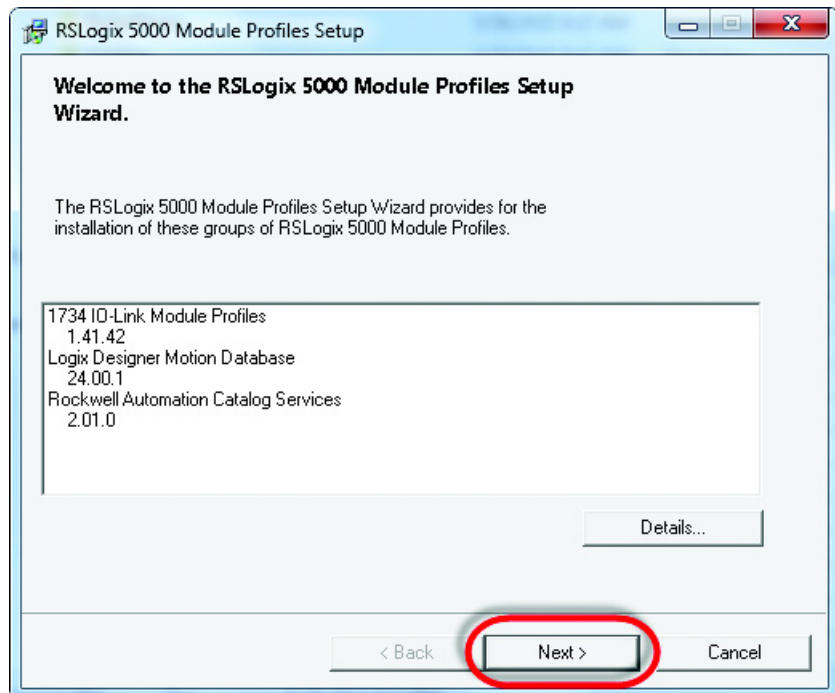 RSLogix 5000 Module Profiles Setup
Welcome to the RSLogix 5000 Module Profiles Setup
Wizard.
The RSLogix 5000 Module Profiles Setup Wizard provides for the
installation of these groups of RSLogix 5000 Module Profiles.
1734 IO-Link Module Profiles
1.41.42
Logix Designer Motion Database
24.00.1
Rockwell Automation Catalog Services
2.01.0
Details...
< Back
Next >
Cancel